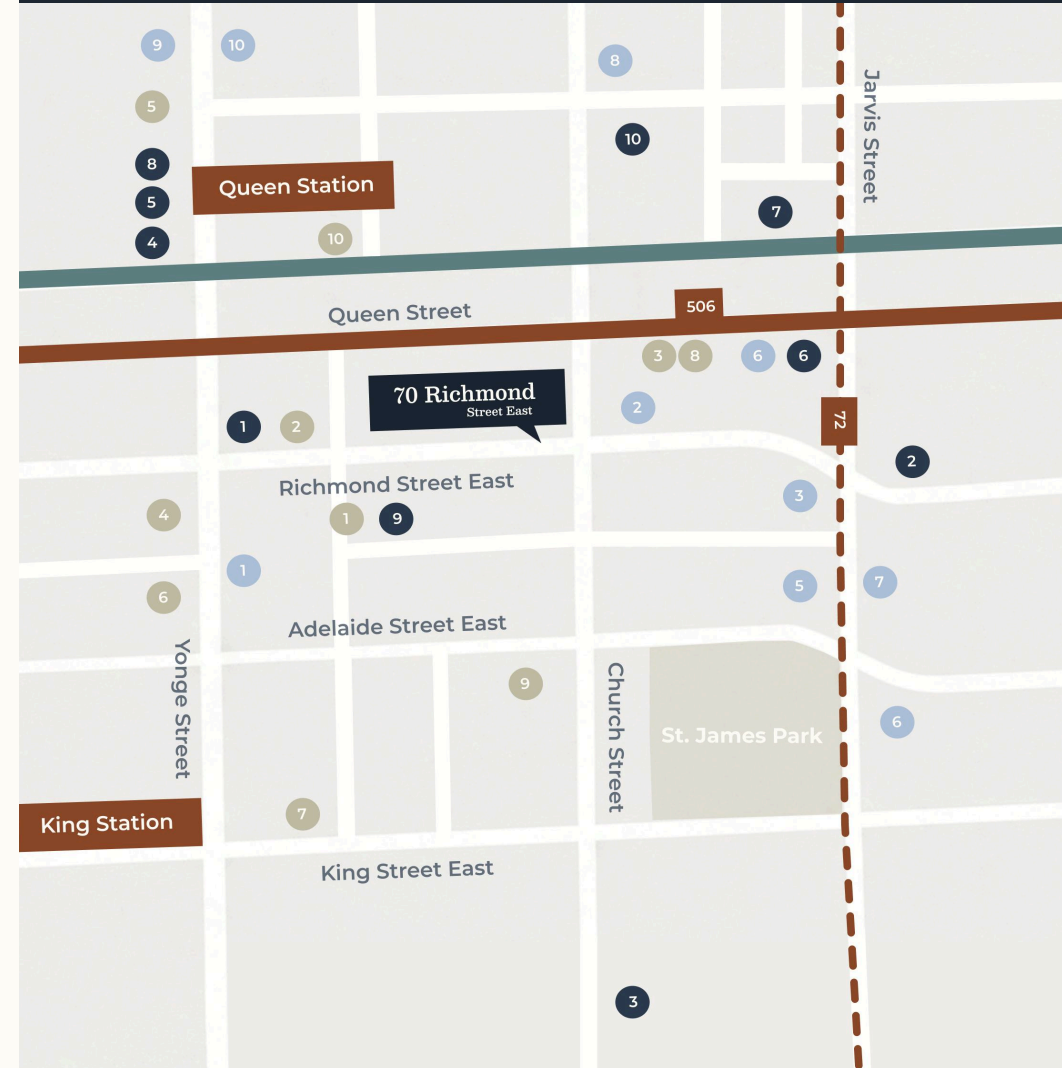 9
10
8
Jarvis Street
5
10
8
Queen Station
5
7
4
10
506
Queen Street
3
8
6
6
70 Richmond
Street East
2
72
1
2
2
Richmond Street East
3
4
1
9
1
5
7
6
Adelaide Street East
Yonge Street
9
Church Street
6
St. James Park
King Station
7
King Street East
3